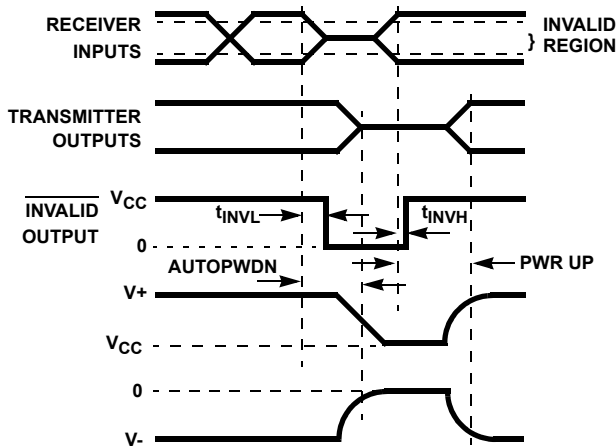 RECEIVER
INPUTS
} INVALID
REGION
TRANSMITTER
OUTPUTS
INVALID
OUTPUT
VCC
0
tINVL
tINVH
AUTOPWDN
PWR UP
V+
VCC
0
V-